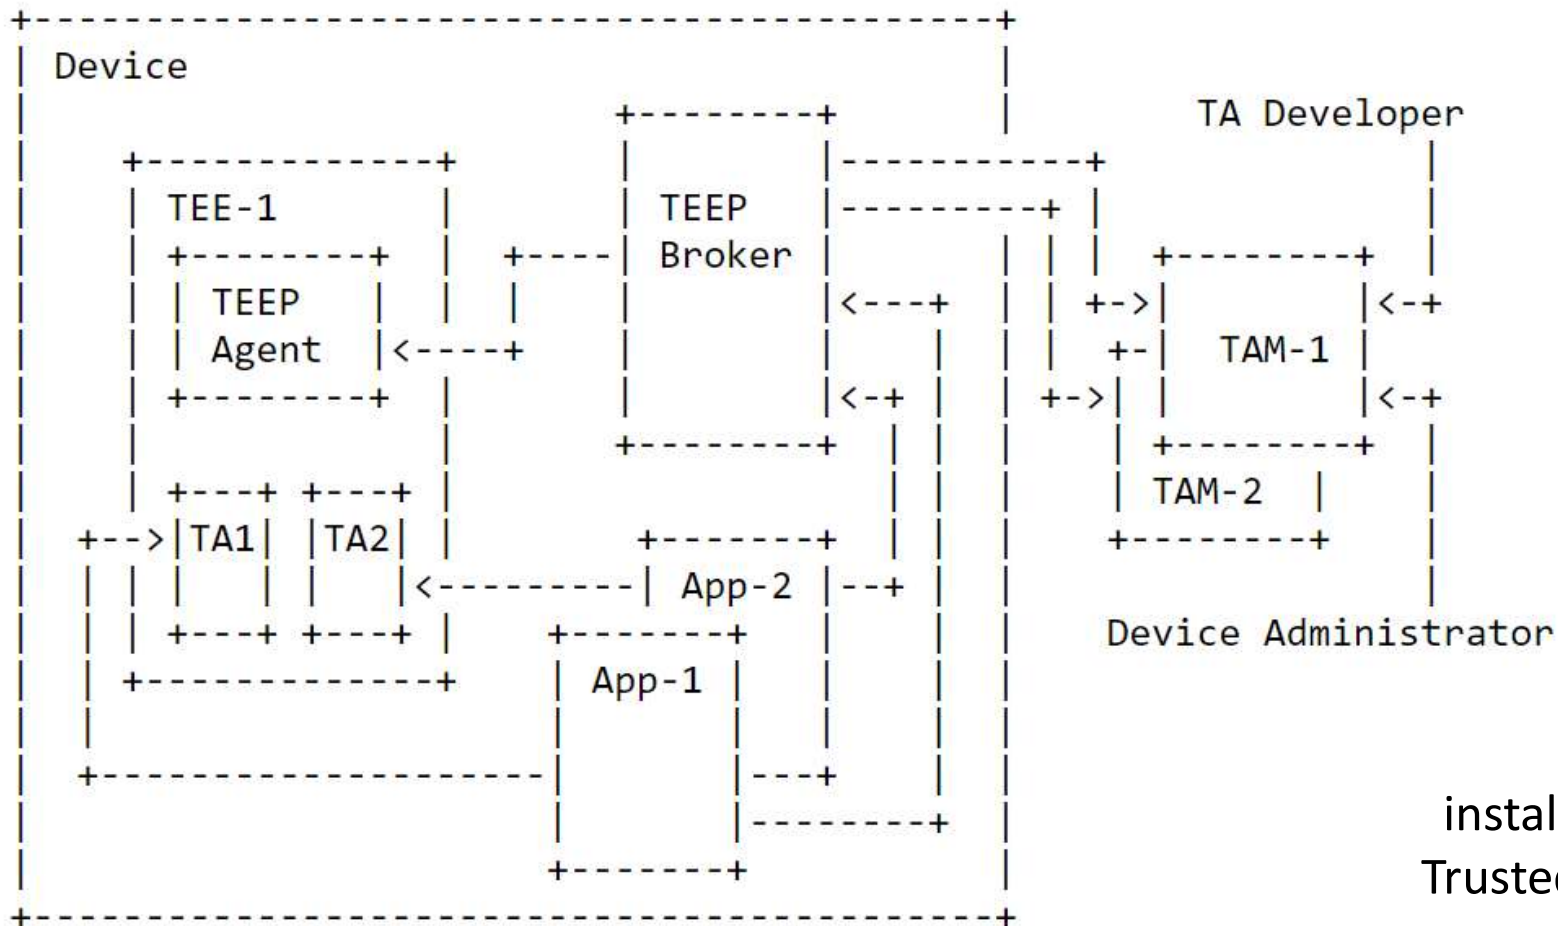 Device
TA Developer
TEE-1
TEEP
Broker
TEEP
Agent
TAM-1
TAM-2
TA1
TA2
App-2
App-1
Device Administrator
instal
Trusted